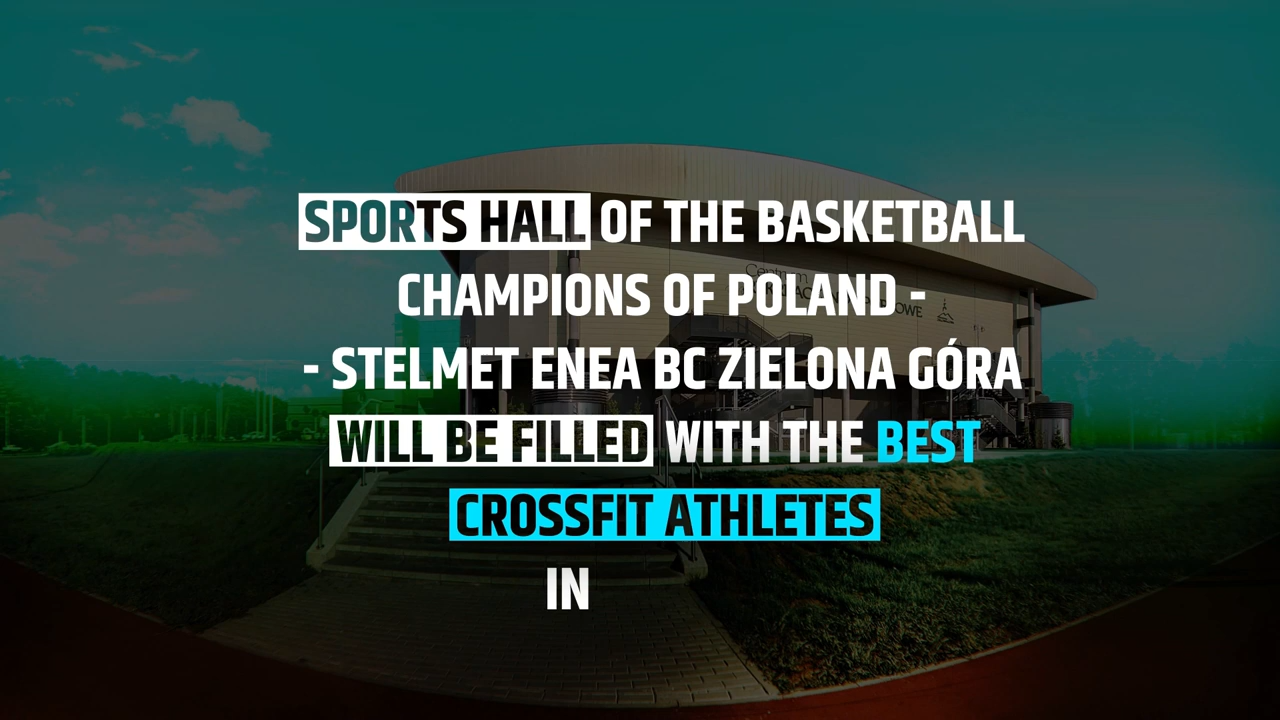 SPORTS HALL OF THE BASKETBALL
CHAMPIONS OF POLAND -
- STELMET ENEA BC ZIELONA GÓRA
WILL BE FILLED WITH THE BEST
CROSSFIT ATHLETES
IN
Centrum